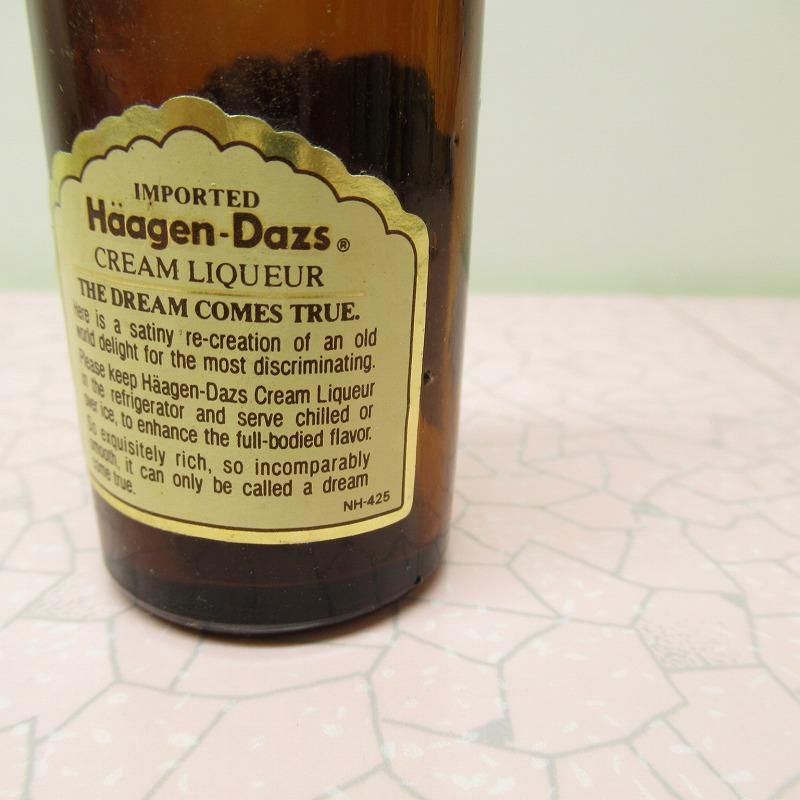 IMPORTED
Häagen-Dazs®
CREAM LIQUEUR
THE DREAM COMES TRUE.
Here is a satiny re-creation of an old
world delight for the most discriminating.
Please keep Häagen-Dazs Cream Liqueur
in the refrigerator and serve chilled or
over ice, to enhance the full-bodied flavor.
So exquisitely rich, so incomparably
smooth, it can only be called a dream
come true.
NH-425